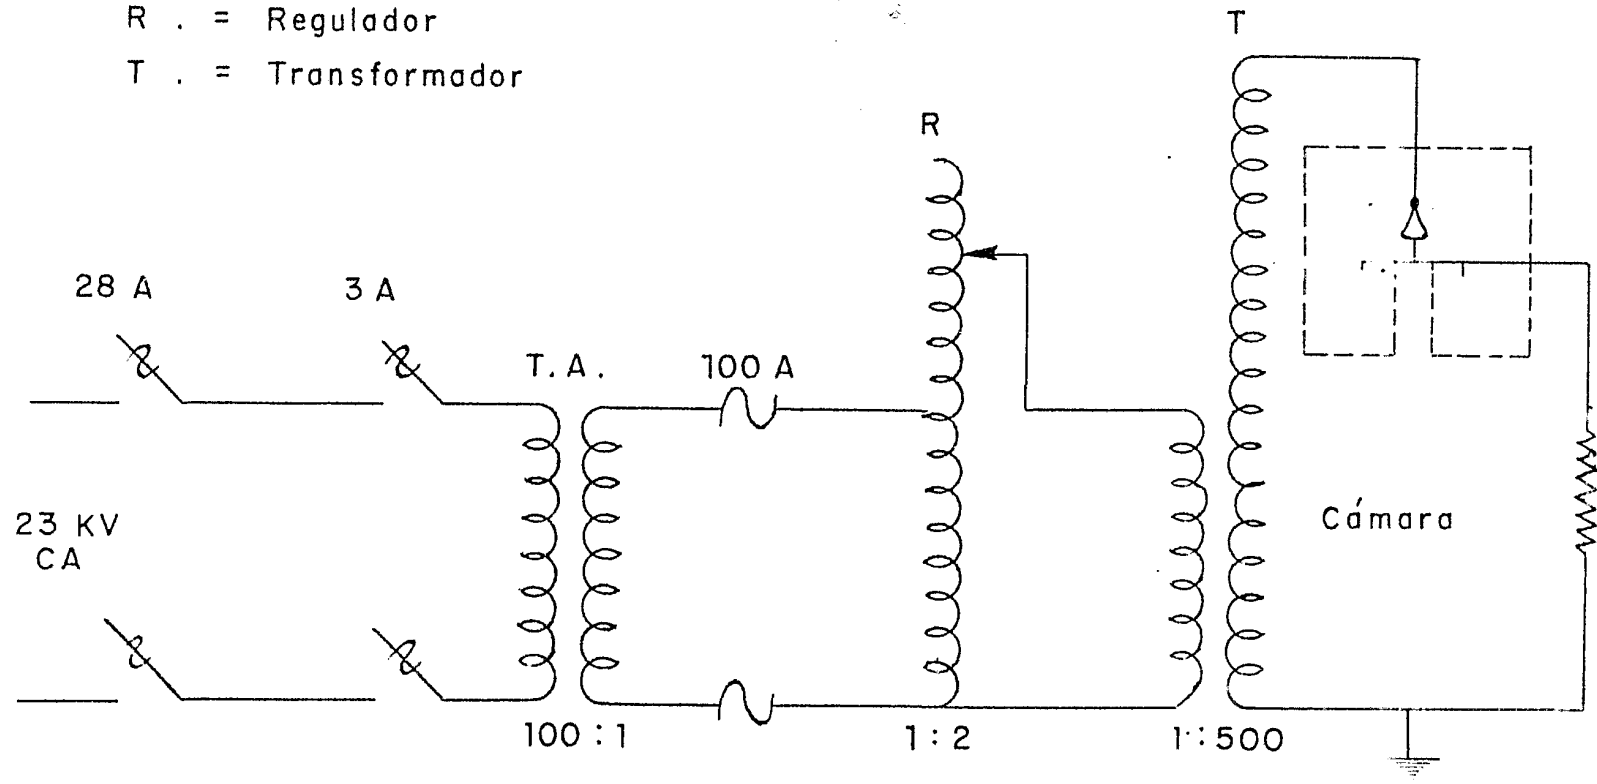 R . = Regulador
T . = Transformador
T
R
28 A
3 A
T. A.
100 A
23 KV
CA
Cámara
100 : 1
1 : 2
1 : 500